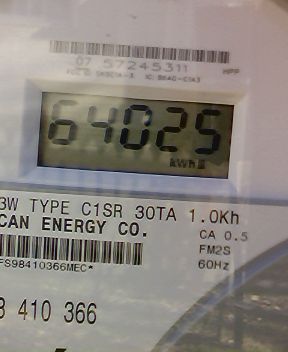 07 57245311
64025
kWh
3W TYPE C1SR 30TA 1.0Kh
CAN ENERGY CO.
CA 0.5
FM2S
60Hz
FS98410366MEC*
410 366